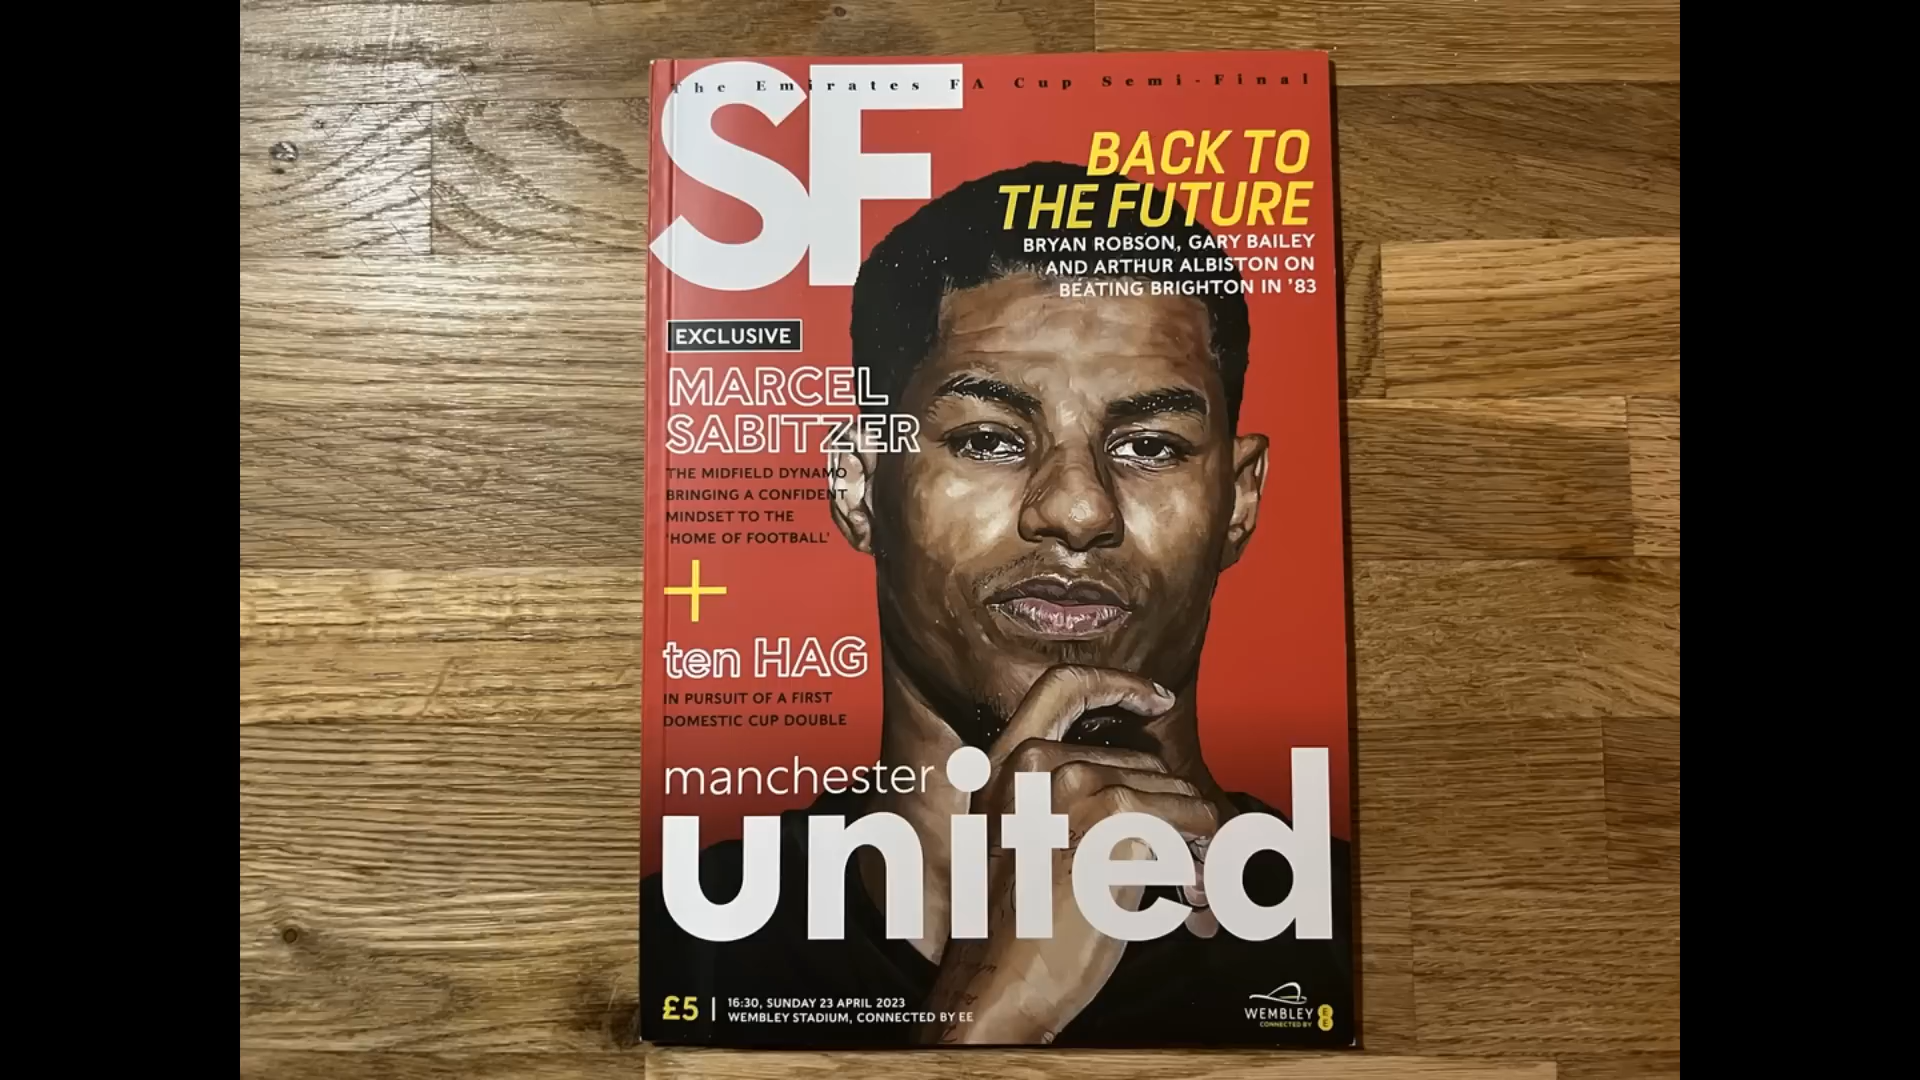 The Emirates FA Cup Semi-Final
SF
BACK TO
THE FUTURE
BRYAN ROBSON, GARY BAILEY
AND ARTHUR ALBISTON ON
BEATING BRIGHTON IN '83
EXCLUSIVE
MARCEL
SABITZER
THE MIDFIELD DYNAMO
BRINGING A CONFIDENT
MINDSET TO THE
'HOME OF FOOTBALL'
+
ten HAG
IN PURSUIT OF A FIRST
DOMESTIC CUP DOUBLE
manchester
united
£5 | 16:30, SUNDAY 23 APRIL 2023
WEMBLEY STADIUM, CONNECTED BY EE
WEMBLEY
CONNECTED BY EE